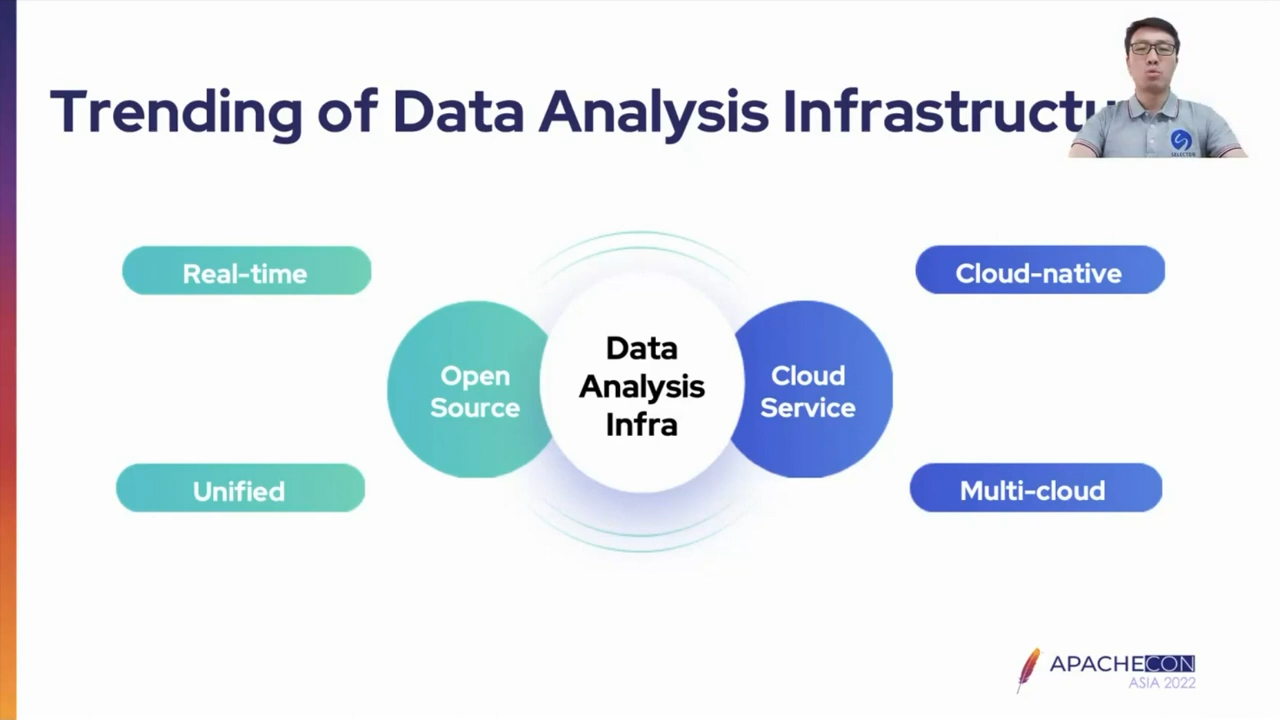 Trending of Data Analysis Infrastructu
Real-time
Cloud-native
Data
Analysis
Infra
Open
Source
Cloud
Service
Unified
Multi-cloud
APACHECON
ASIA 2022